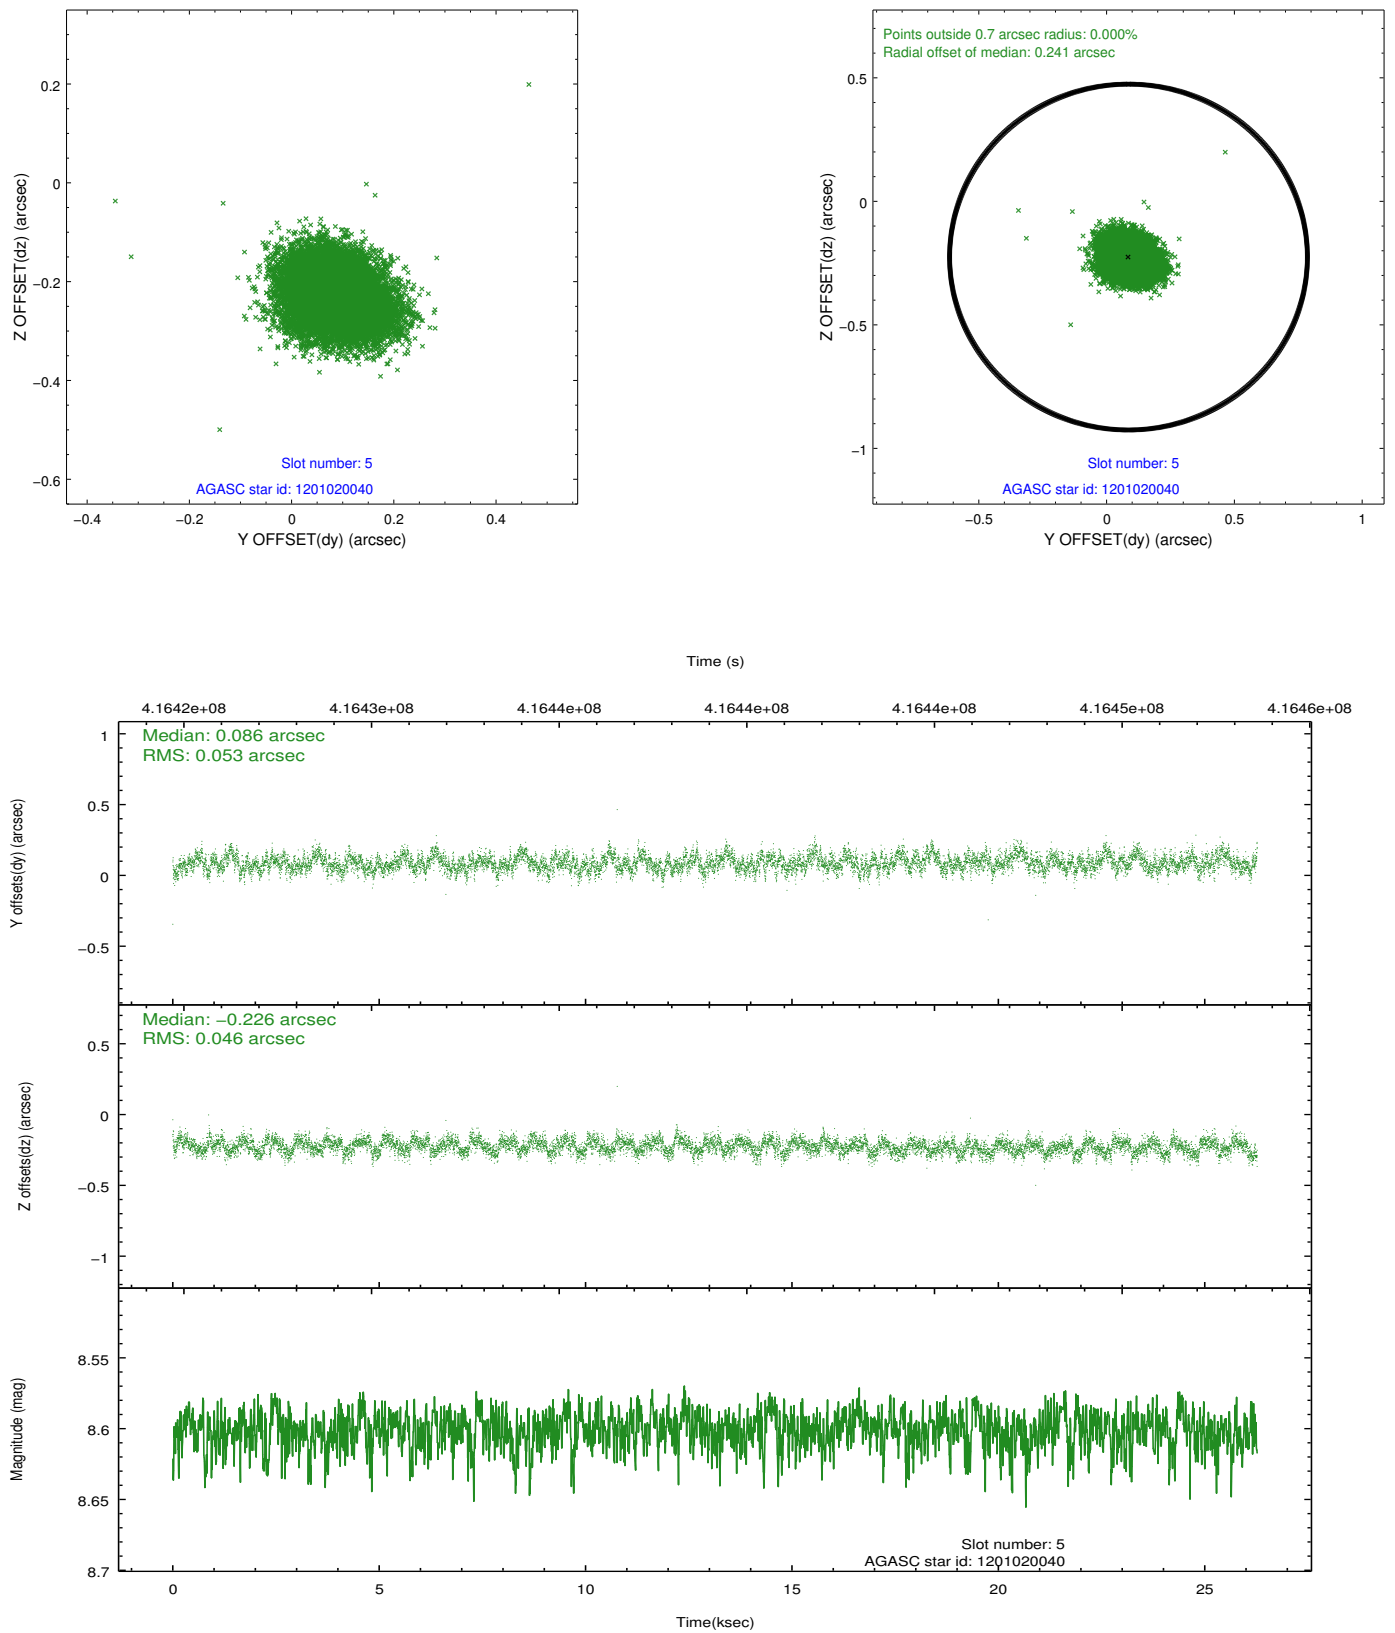 0.2
0
−0.2
−0.4
−0.6
Z OFFSET(dz) (arcsec)
Slot number: 5
AGASC star id: 1201020040
−0.4 −0.2 0 0.2 0.4
Y OFFSET(dy) (arcsec)
Points outside 0.7 arcsec radius: 0.000%
Radial offset of median: 0.241 arcsec
0.5
0
−0.5
−1
Z OFFSET(dz) (arcsec)
Slot number: 5
AGASC star id: 1201020040
−0.5 0 0.5 1
Y OFFSET(dy) (arcsec)
Time (s)
4.1642e+08 4.1643e+08 4.1644e+08 4.1644e+08 4.1644e+08 4.1645e+08 4.1646e+08
Median: 0.086 arcsec
RMS: 0.053 arcsec
1
0.5
0
−0.5
Y offsets(dy) (arcsec)
Median: −0.226 arcsec
RMS: 0.046 arcsec
0.5
0
−0.5
−1
Z offsets(dz) (arcsec)
8.55
8.6
8.65
8.7
Magnitude (mag)
Slot number: 5
AGASC star id: 1201020040
0 5 10 15 20 25
Time(ksec)